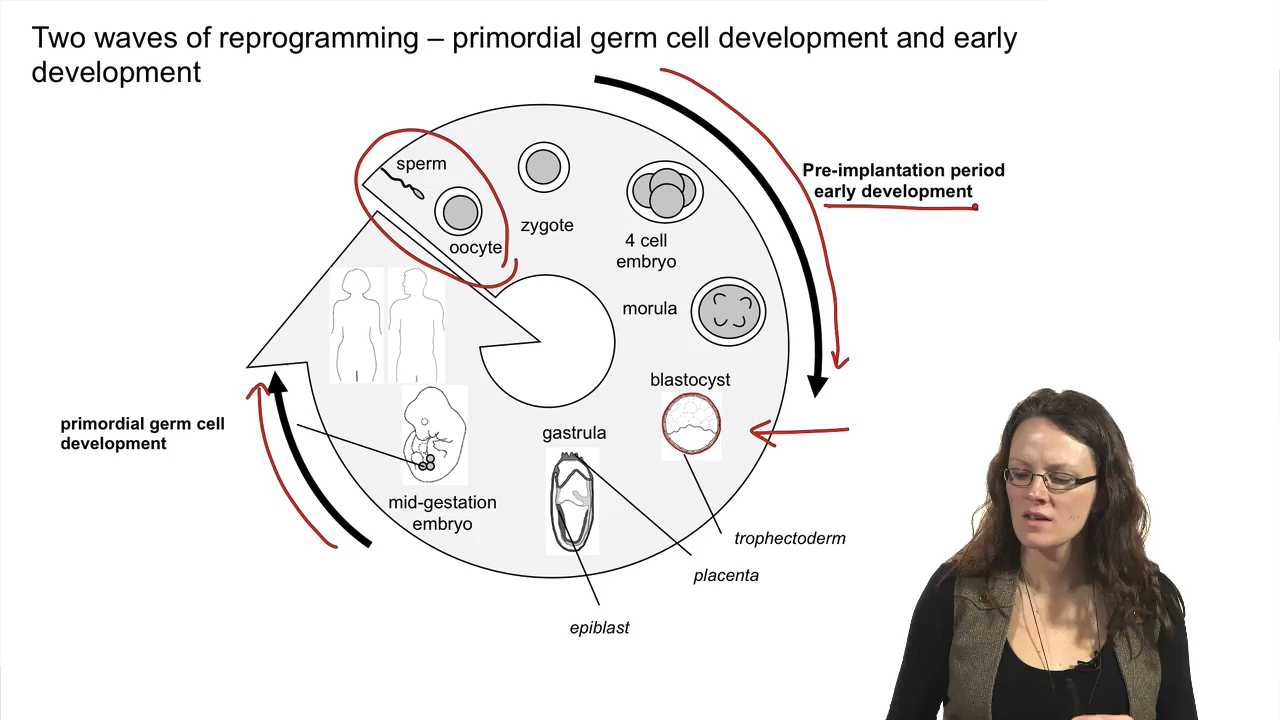 Two waves of reprogramming – primordial germ cell development and early
development
sperm
oocyte
zygote
4 cell
embryo
Pre-implantation period
early development
morula
blastocyst
gastrula
primordial germ cell
development
mid-gestation
embryo
trophectoderm
placenta
epiblast